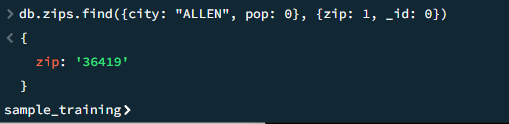 > db.zips.find({city: "ALLEN", pop: 0}, {zip: 1, _id: 0})
< {
zip: '36419'
}
sample_training>